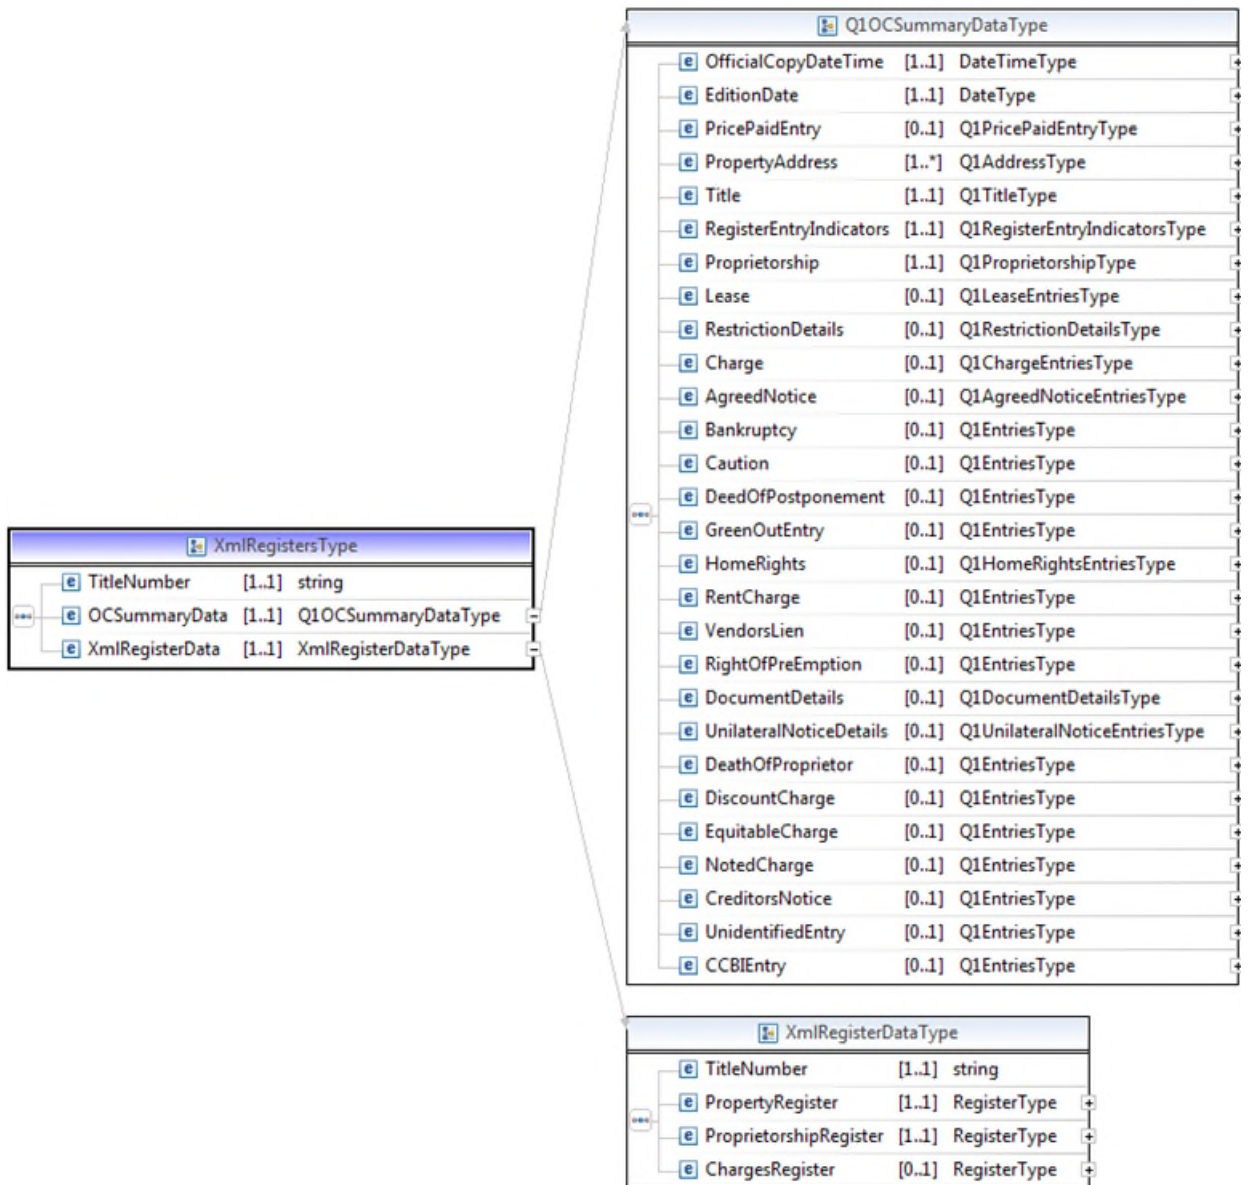 Q1OCSummaryDataType
OfficialCopyDateTime [1..1] DateTimeType
EditionDate [1..1] DateType
PricePaidEntry [0..1] Q1PricePaidEntryType
PropertyAddress [1..*] Q1AddressType
Title [1..1] Q1TitleType
RegisterEntryIndicators [1..1] Q1RegisterEntryIndicatorsType
Proprietorship [1..1] Q1ProprietorshipType
Lease [0..1] Q1LeaseEntriesType
RestrictionDetails [0..1] Q1RestrictionDetailsType
Charge [0..1] Q1ChargeEntriesType
AgreedNotice [0..1] Q1AgreedNoticeEntriesType
Bankruptcy [0..1] Q1EntriesType
Caution [0..1] Q1EntriesType
DeedOfPostponement [0..1] Q1EntriesType
GreenOutEntry [0..1] Q1EntriesType
HomeRights [0..1] Q1HomeRightsEntriesType
RentCharge [0..1] Q1EntriesType
VendorsLien [0..1] Q1EntriesType
RightOfPreEmption [0..1] Q1EntriesType
DocumentDetails [0..1] Q1DocumentDetailsType
UnilateralNoticeDetails [0..1] Q1UnilateralNoticeEntriesType
DeathOfProprietor [0..1] Q1EntriesType
DiscountCharge [0..1] Q1EntriesType
EquitableCharge [0..1] Q1EntriesType
NotedCharge [0..1] Q1EntriesType
CreditorsNotice [0..1] Q1EntriesType
UnidentifiedEntry [0..1] Q1EntriesType
CCBIEntry [0..1] Q1EntriesType
XmlRegistersType
TitleNumber [1..1] string
OCSummaryData [1..1] Q1OCSummaryDataType
XmlRegisterData [1..1] XmlRegisterDataType
XmlRegisterDataType
TitleNumber [1..1] string
PropertyRegister [1..1] RegisterType
ProprietorshipRegister [1..1] RegisterType
ChargesRegister [0..1] RegisterType